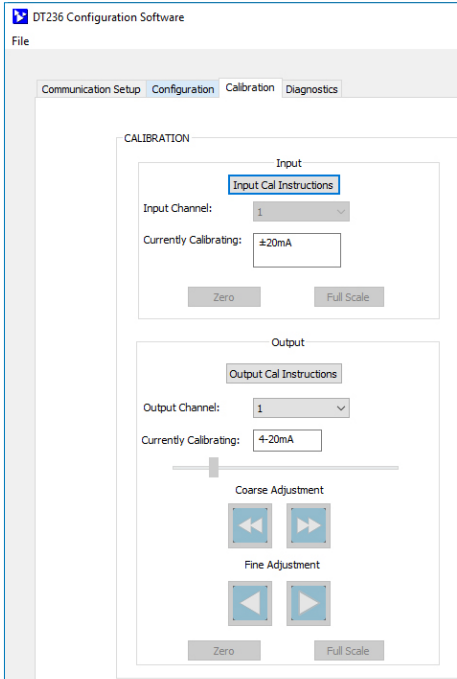 DT236 Configuration Software
File
Communication Setup Configuration Calibration Diagnostics
CALIBRATION
Input
Input Cal Instructions
Input Channel: 1
Currently Calibrating: ±20mA
Zero Full Scale
Output
Output Cal Instructions
Output Channel: 1
Currently Calibrating: 4-20mA
Coarse Adjustment
Fine Adjustment
Zero Full Scale